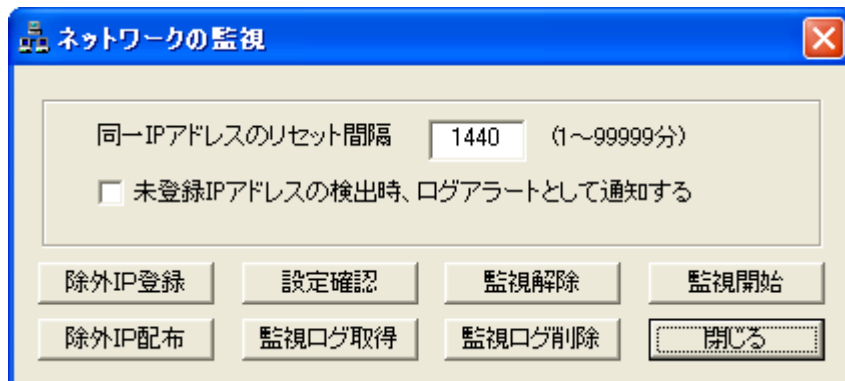 ネットワークの監視
同一IPアドレスのリセット間隔 1440 (1～99999分)
未登録IPアドレスの検出時、ログアラートとして通知する
除外IP登録 設定確認 監視解除 監視開始
除外IP配布 監視ログ取得 監視ログ削除 閉じる